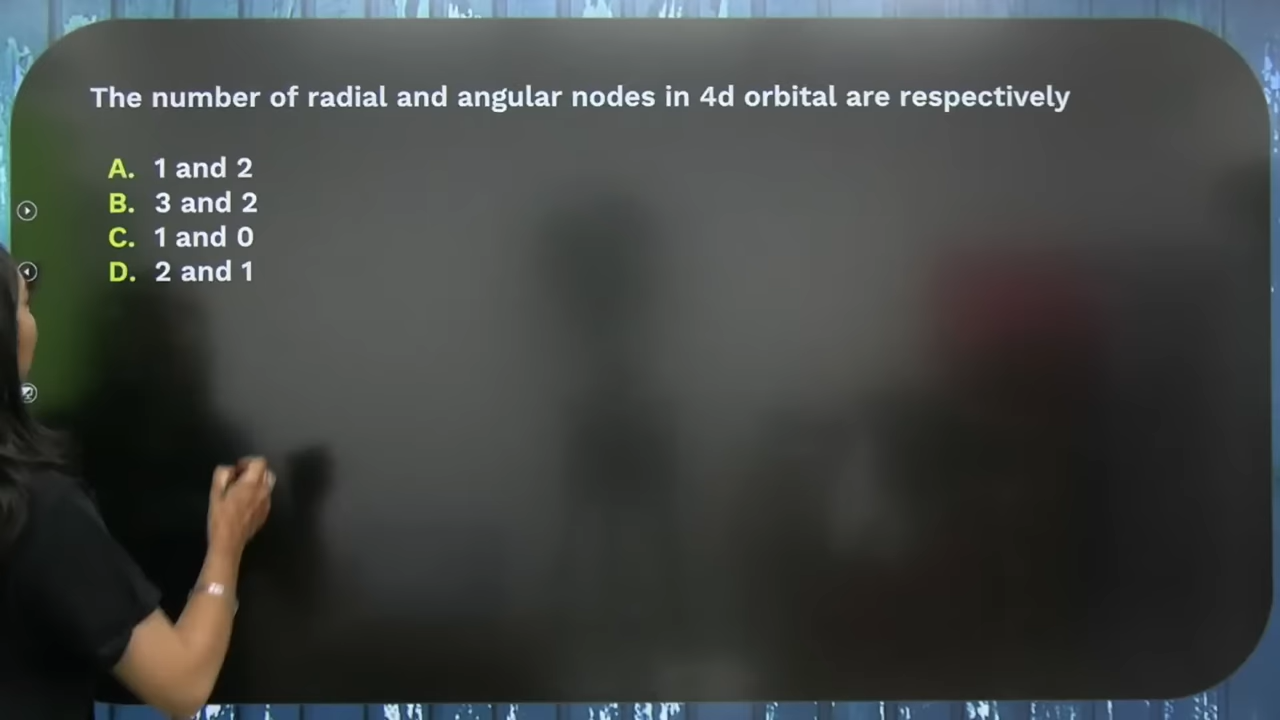 The number of radial and angular nodes in 4d orbital are respectively
A. 1 and 2
B. 3 and 2
C. 1 and 0
D. 2 and 1